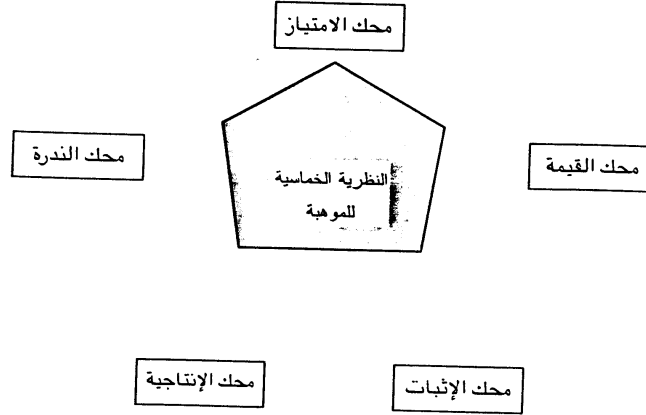 محك الامتياز
محك القيمة
محك الندرة
النظرية الخماسية
للموهبة
محك الإثبات
محك الإنتاجية